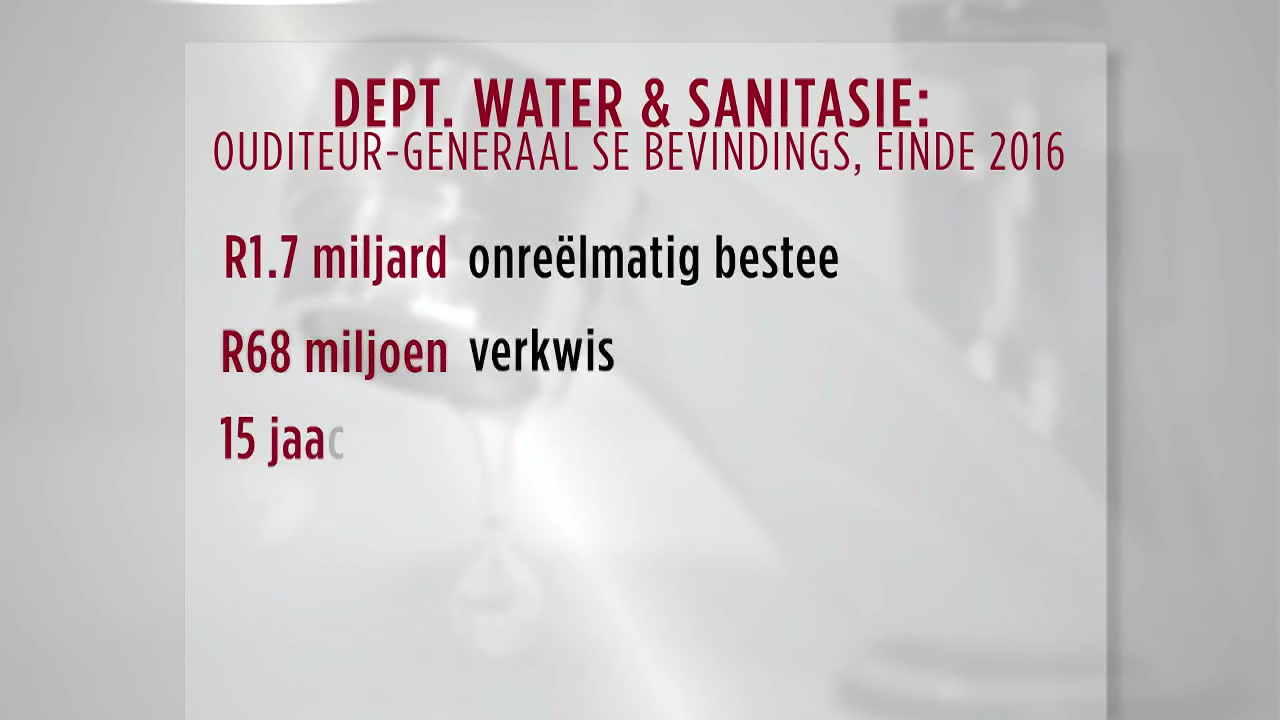 DEPT. WATER & SANITASIE:
OUDITEUR-GENERAAL SE BEVINDINGS, EINDE 2016
R1.7 miljard onreëlmatig bestee
R68 miljoen verkwis
15 jaa